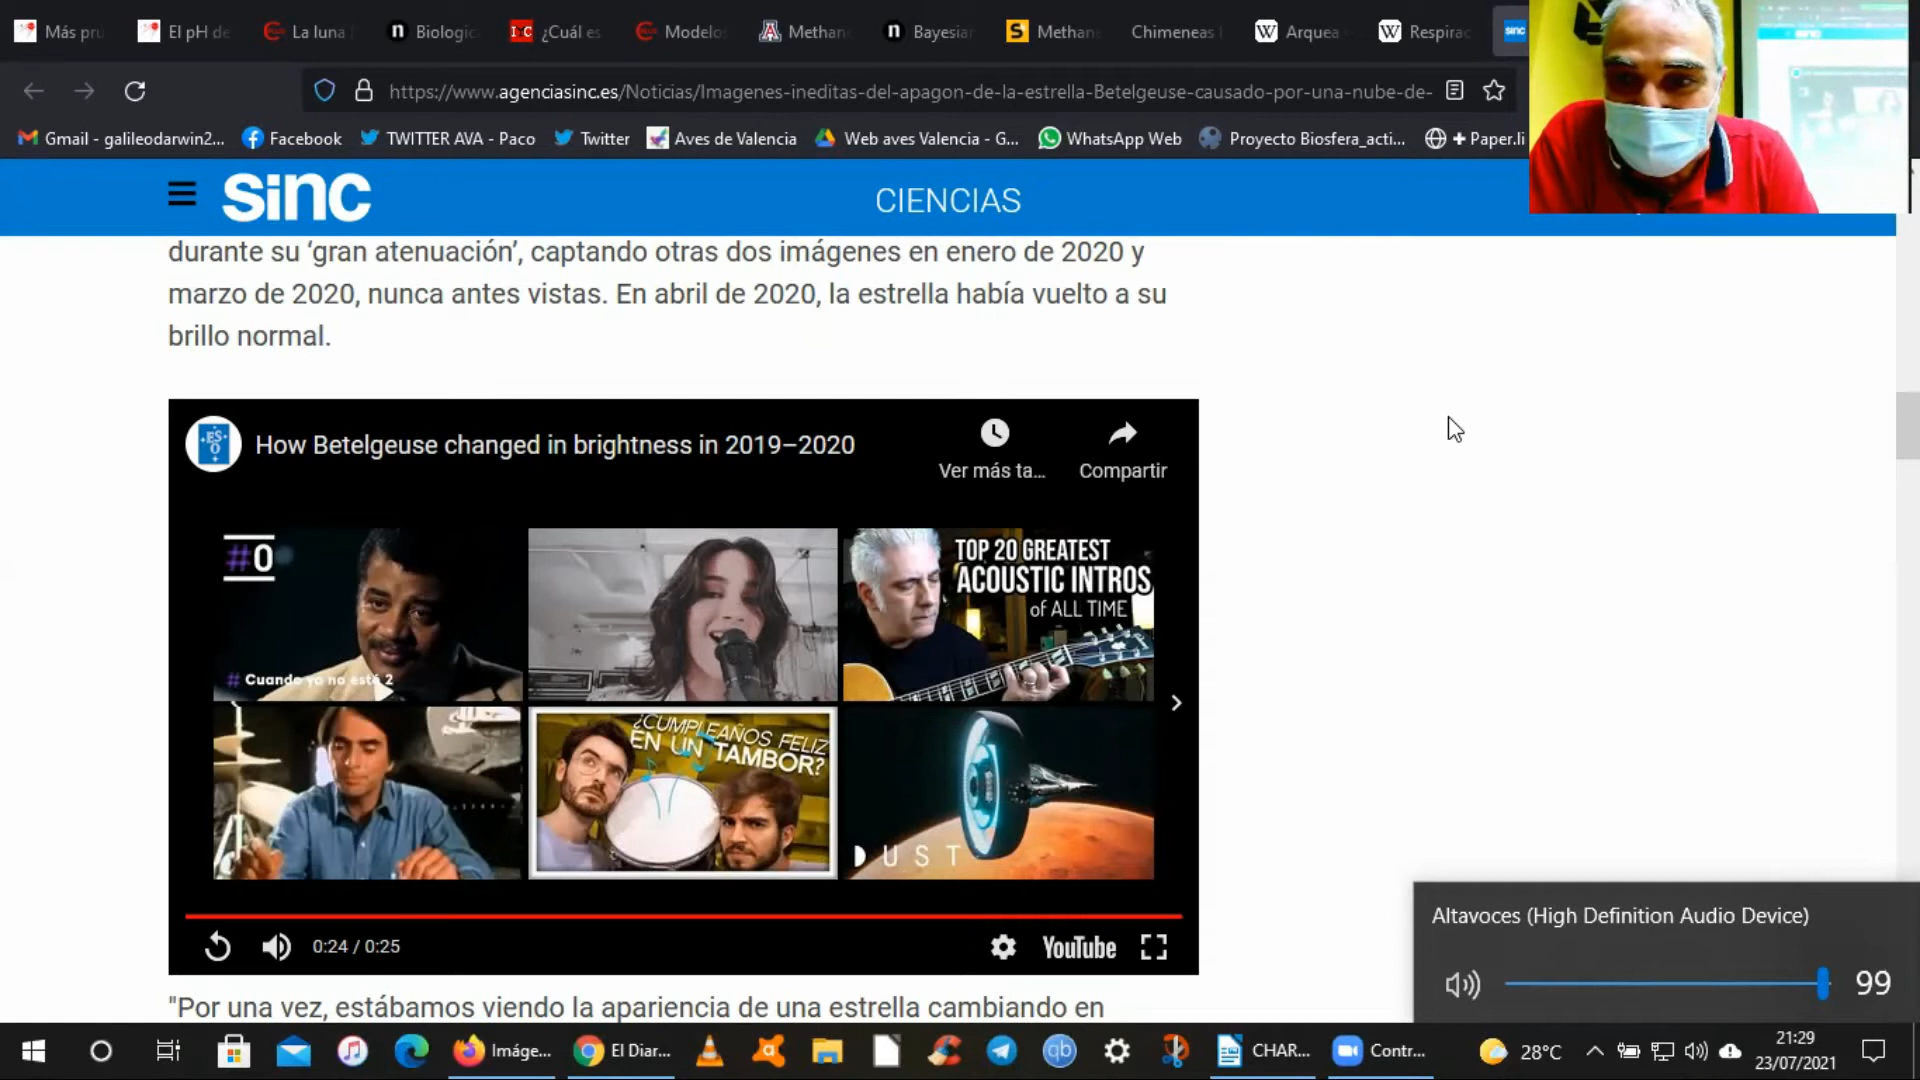 Más pru
El pH de
La luna
Biologic
¿Cuál es
Modelo
Methan
Bayesian
Methan
Chimeneas
Arquea
Respirac
https://www.agenciasinc.es/Noticias/Imagenes-ineditas-del-apagon-de-la-estrella-Betelgeuse-causado-por-una-nube-de-
Gmail - galileodarwin2...
Facebook
TWITTER AVA - Paco
Twitter
Aves de Valencia
Web aves Valencia - G...
WhatsApp Web
Proyecto Biosfera_acti...
+ Paper.li
sinc
CIENCIAS
durante su ‘gran atenuación’, captando otras dos imágenes en enero de 2020 y
marzo de 2020, nunca antes vistas. En abril de 2020, la estrella había vuelto a su
brillo normal.
How Betelgeuse changed in brightness in 2019–2020
Ver más ta...
Compartir
#0
# Cuando yo no esté 2
TOP 20 GREATEST
ACOUSTIC INTROS
of ALL TIME
¿CUMPLEAÑOS FELIZ
EN UN TAMBOR?
DUST
0:24 / 0:25
YouTube
"Por una vez, estábamos viendo la apariencia de una estrella cambiando en
Altavoces (High Definition Audio Device)
99
Imáge...
El Diar...
CHAR...
Contr...
28°C
21:29
23/07/2021